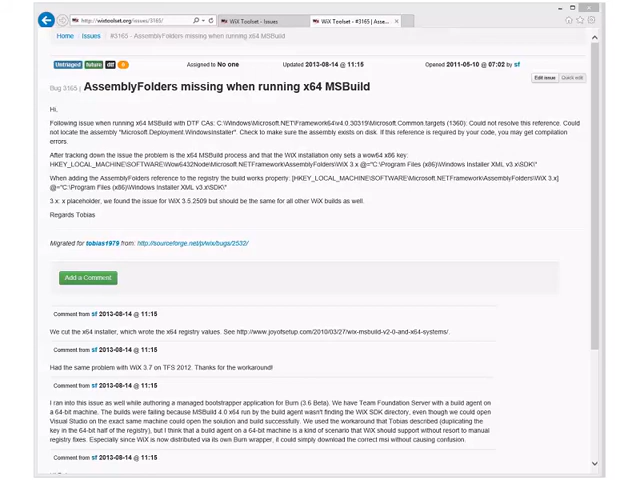 http://wixtoolset.org/issues/3165/
WiX Toolset - Issues
WiX Toolset - #3165 | Asse...
Home Issues #3165 - AssemblyFolders missing when running x64 MSBuild
Untriaged future dtf 0 Assigned to No one Updated 2013-08-14 @ 11:15 Opened 2011-05-10 @ 07:02 by sf
Edit issue Quick edit
Bug 3165 | AssemblyFolders missing when running x64 MSBuild
Hi,
Following issue when running x64 MSBuild with DTF CAs: C:\Windows\Microsoft.NET\Framework64\v4.0.30319\Microsoft.Common.targets (1360): Could not resolve this reference. Could
not locate the assembly "Microsoft.Deployment.WindowsInstaller". Check to make sure the assembly exists on disk. If this reference is required by your code, you may get compilation
errors.
After tracking down the issue the problem is the x64 MSBuild process and that the WiX installation only sets a wow64 x86 key:
HKEY_LOCAL_MACHINE\SOFTWARE\Wow6432Node\Microsoft\.NETFramework\AssemblyFolders\WiX 3.x @="C:\Program Files (x86)\Windows Installer XML v3.x\SDK\"
When adding the AssemblyFolders reference to the registry the build works property: [HKEY_LOCAL_MACHINE\SOFTWARE\Microsoft\.NETFramework\AssemblyFolders\WiX 3.x]
@="C:\Program Files (x86)\Windows Installer XML v3.x\SDK\"
3.x. x placeholder, we found the issue for WiX 3.5.2509 but should be the same for all other WiX builds as well.
Regards Tobias
Migrated for tobias1979 from: http://sourceforge.net/p/wix/bugs/2532/
Add a Comment
Comment from sf 2013-08-14 @ 11:15
We cut the x64 installer, which wrote the x64 registry values. See http://www.joyofsetup.com/2010/03/27/wix-msbuild-v2-0-and-x64-systems/.
Comment from sf 2013-08-14 @ 11:15
Had the same problem with WiX 3.7 on TFS 2012. Thanks for the workaround!
Comment from sf 2013-08-14 @ 11:15
I ran into this issue as well while authoring a managed bootstrapper application for Burn (3.6 Beta). We have Team Foundation Server with a build agent on
a 64-bit machine. The builds were failing because MSBuild 4.0 x64 run by the build agent wasn't finding the WiX SDK directory, even though we could open
Visual Studio on the exact same machine could open the solution and build successfully. We used the workaround that Tobias described (duplicating the
key in the 64-bit half of the registry), but I think that a build agent on a 64-bit machine is a kind of scenario that WiX should support without resort to manual
registry fixes. Especially since WiX is now distributed via its own Burn wrapper, it could simply download the correct msi without causing confusion.
Comment from sf 2013-08-14 @ 11:15